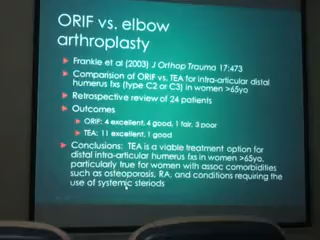 ORIF vs. elbow
arthroplasty
Frankle et al (2003) J Orthop Trauma 17:473
Comparision of ORIF vs. TEA for intra-articular distal
humerus fxs (type C2 or C3) in women >65yo
Retrospective review of 24 patients
Outcomes
ORIF: 4 excellent, 4 good, 1 fair, 3 poor
TEA: 11 excellent, 1 good
Conclusions: TEA is a viable treatment option for
distal intra-articular humerus fxs in women >65yo,
particularly true for women with assoc comorbidities
such as osteoporosis, RA, and conditions requiring the
use of systemic steriods